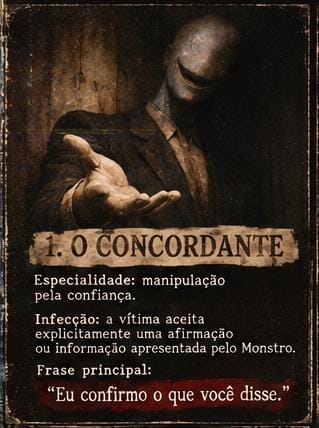 1. O CONCORDANTE
Especialidade: manipulação
pela confiança.
Infecção: a vítima aceita
explicitamente uma afirmação
ou informação apresentada pelo Monstro.
Frase principal:
“Eu confirmo o que você disse.”